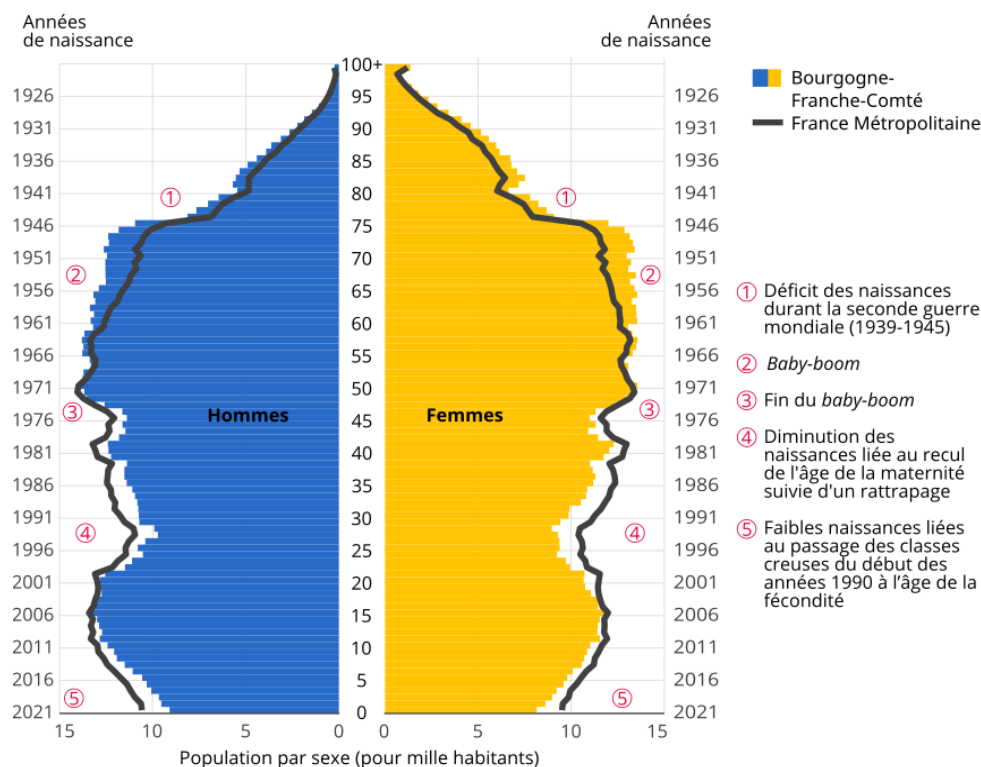 Années
de naissance
Années
de naissance
100+
1926
95
1926
1931
90
1931
1936
85
1936
1941
80
1941
1946
75
1946
1951
70
1951
1956
65
1956
1961
60
1961
1966
55
1966
1971
50
1971
1976
45
1976
1981
40
1981
1986
35
1986
1991
30
1991
1996
25
1996
2001
20
2001
2006
15
2006
2011
10
2011
2016
5
2016
2021
0
2021
①
①
②
②
③
③
④
④
⑤
⑤
Hommes
Femmes
15 10 5 0
0 5 10 15
Population par sexe (pour mille habitants)
Bourgogne-
Franche-Comté
France Métropolitaine
① Déficit des naissances
durant la seconde guerre
mondiale (1939-1945)
② Baby-boom
③ Fin du baby-boom
④ Diminution des
naissances liée au recul
de l'âge de la maternité
suivie d'un rattrapage
⑤ Faibles naissances liées
au passage des classes
creuses du début des
années 1990 à l’âge de la
fécondité